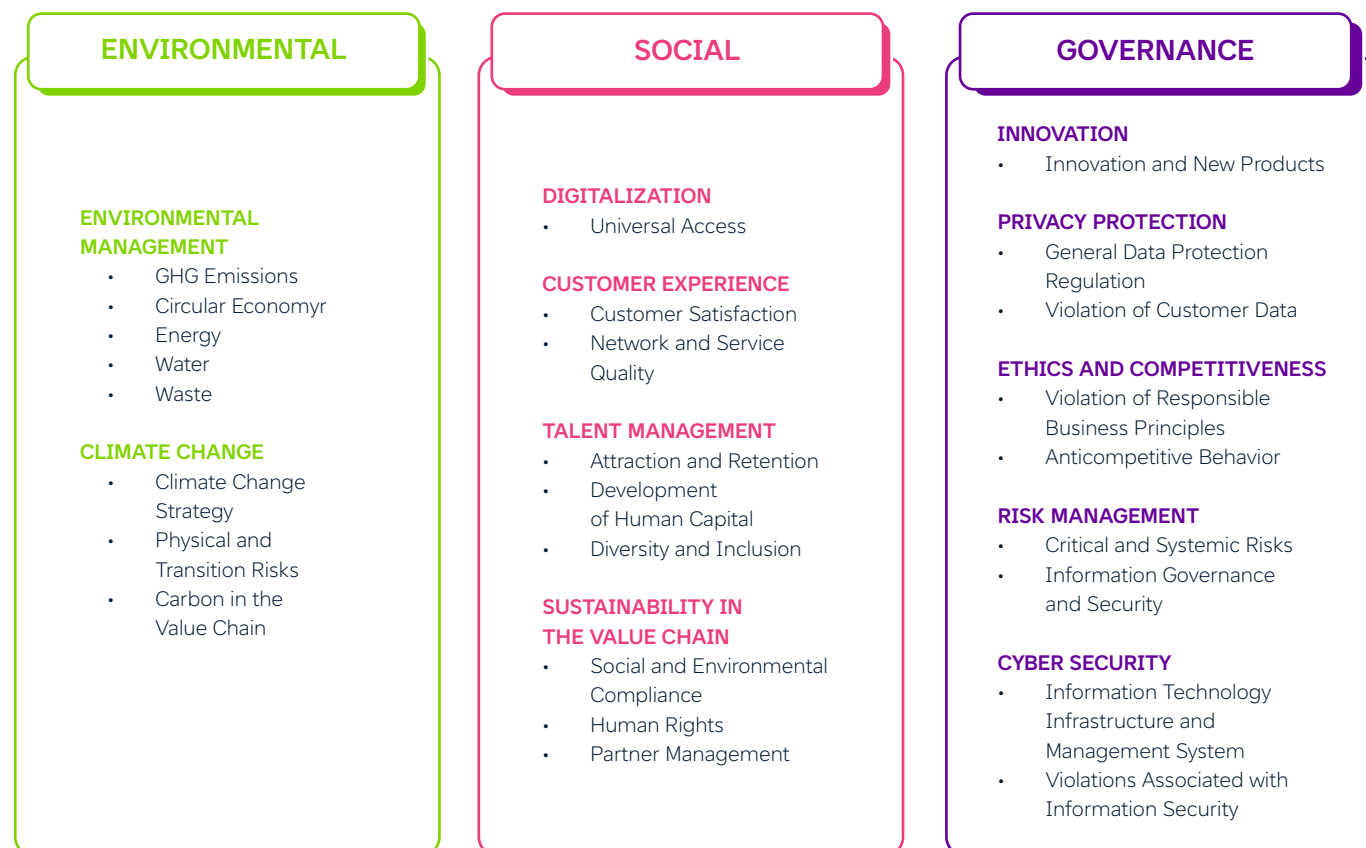 ENVIRONMENTAL
ENVIRONMENTAL
MANAGEMENT
• GHG Emissions
• Circular Economyr
• Energy
• Water
• Waste
CLIMATE CHANGE
• Climate Change
Strategy
• Physical and
Transition Risks
• Carbon in the
Value Chain
SOCIAL
DIGITALIZATION
• Universal Access
CUSTOMER EXPERIENCE
• Customer Satisfaction
• Network and Service
Quality
TALENT MANAGEMENT
• Attraction and Retention
• Development
of Human Capital
• Diversity and Inclusion
SUSTAINABILITY IN
THE VALUE CHAIN
• Social and Environmental
Compliance
• Human Rights
• Partner Management
GOVERNANCE
INNOVATION
• Innovation and New Products
PRIVACY PROTECTION
• General Data Protection
Regulation
• Violation of Customer Data
ETHICS AND COMPETITIVENESS
• Violation of Responsible
Business Principles
• Anticompetitive Behavior
RISK MANAGEMENT
• Critical and Systemic Risks
• Information Governance
and Security
CYBER SECURITY
• Information Technology
Infrastructure and
Management System
• Violations Associated with
Information Security